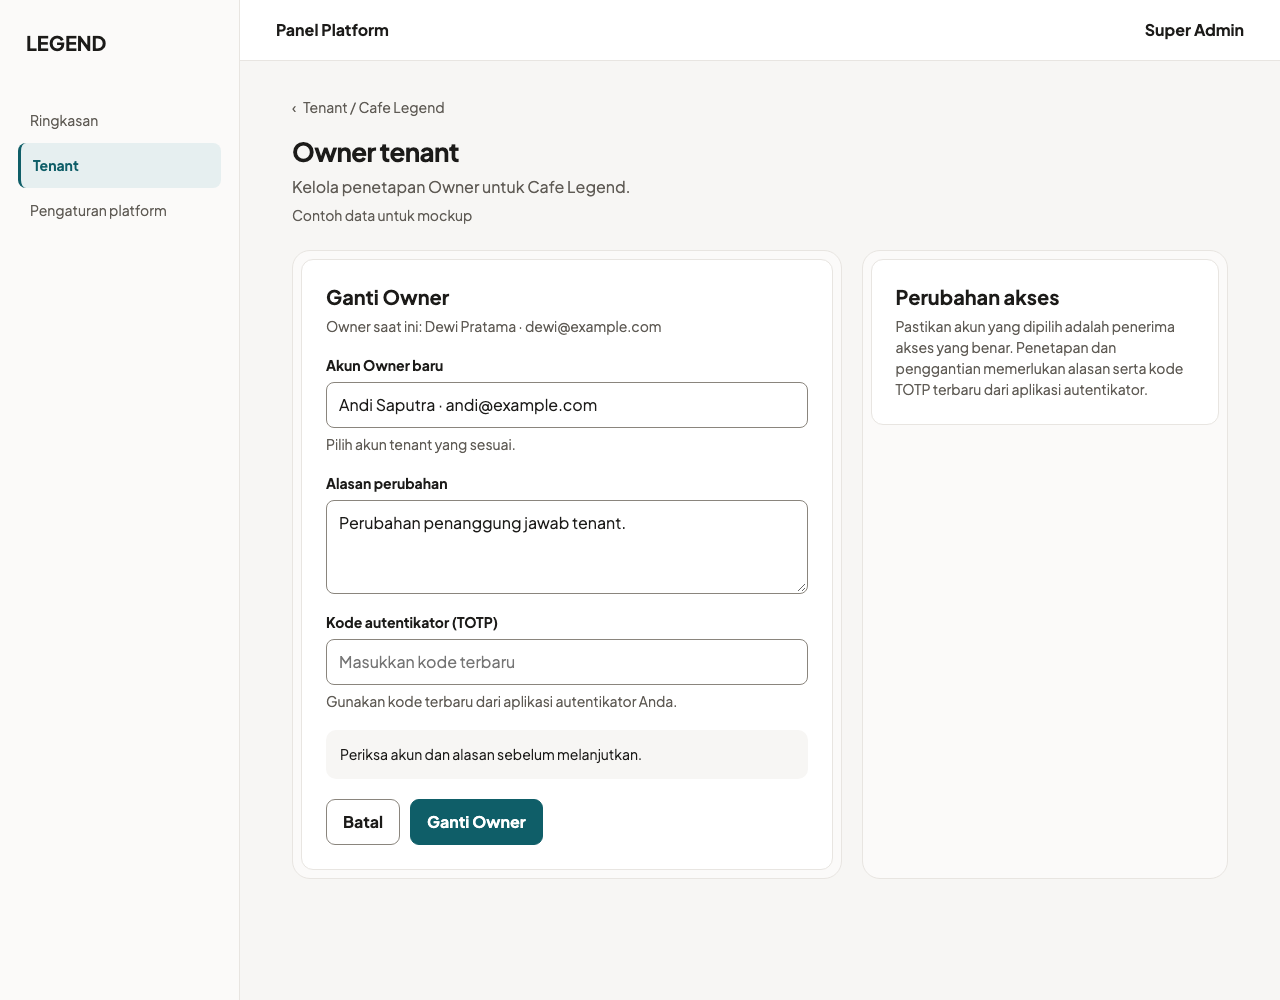 LEGEND
Ringkasan
Tenant
Pengaturan platform
Panel Platform
Super Admin
‹ Tenant / Cafe Legend
Owner tenant
Kelola penetapan Owner untuk Cafe Legend.
Contoh data untuk mockup
Ganti Owner
Owner saat ini: Dewi Pratama · dewi@example.com
Akun Owner baru
Andi Saputra · andi@example.com
Pilih akun tenant yang sesuai.
Alasan perubahan
Perubahan penanggung jawab tenant.
Kode autentikator (TOTP)
Masukkan kode terbaru
Gunakan kode terbaru dari aplikasi autentikator Anda.
Periksa akun dan alasan sebelum melanjutkan.
Batal
Ganti Owner
Perubahan akses
Pastikan akun yang dipilih adalah penerima
akses yang benar. Penetapan dan
penggantian memerlukan alasan serta kode
TOTP terbaru dari aplikasi autentikator.